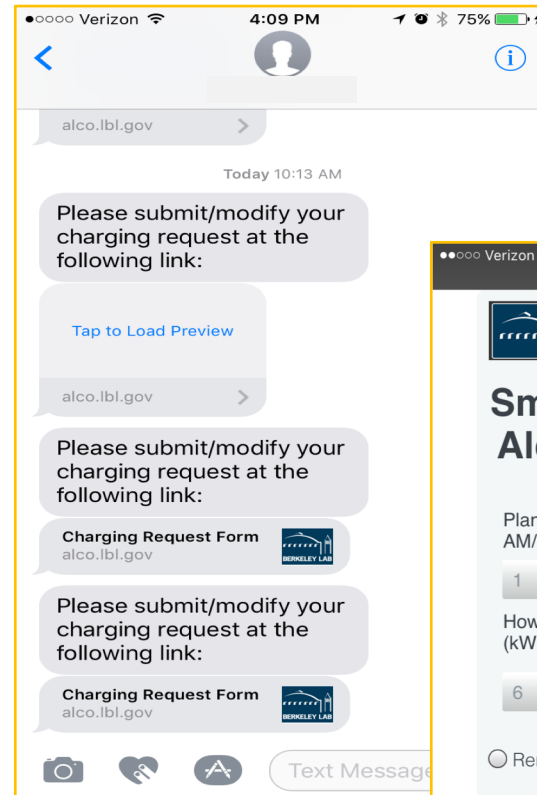 Verizon 4:09 PM 75%
alco.lbl.gov
Today 10:13 AM
Please submit/modify your
charging request at the
following link:
Tap to Load Preview
alco.lbl.gov
Please submit/modify your
charging request at the
following link:
Charging Request Form
alco.lbl.gov
BERKELEY LAB
Please submit/modify your
charging request at the
following link:
Charging Request Form
alco.lbl.gov
BERKELEY LAB
Text Message
Verizon
Sm
Al
Plan
AM/
1
How
(kW
6
Re